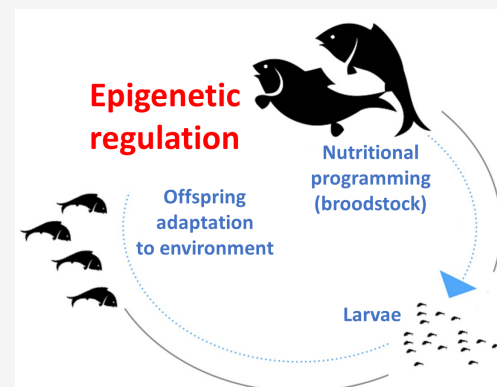 Epigenetic
regulation
Nutritional
programming
(broodstock)
Offspring
adaptation
to environment
Larvae